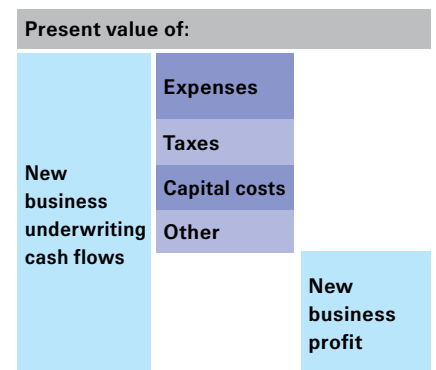 Present value of:
New
business
underwriting
cash flows
Expenses
Taxes
Capital costs
Other
New
business
profit